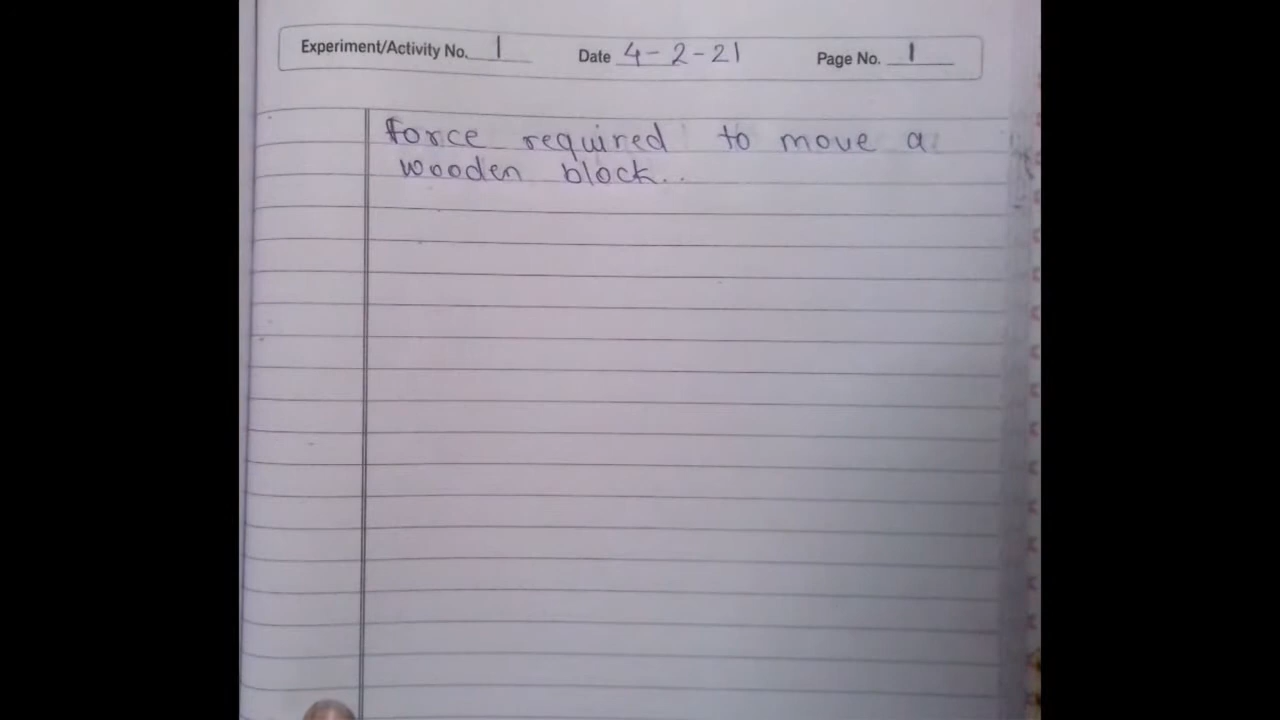 Experiment/Activity No. 1 Date 4-2-21 Page No. 1
Force required to move a
wooden block..